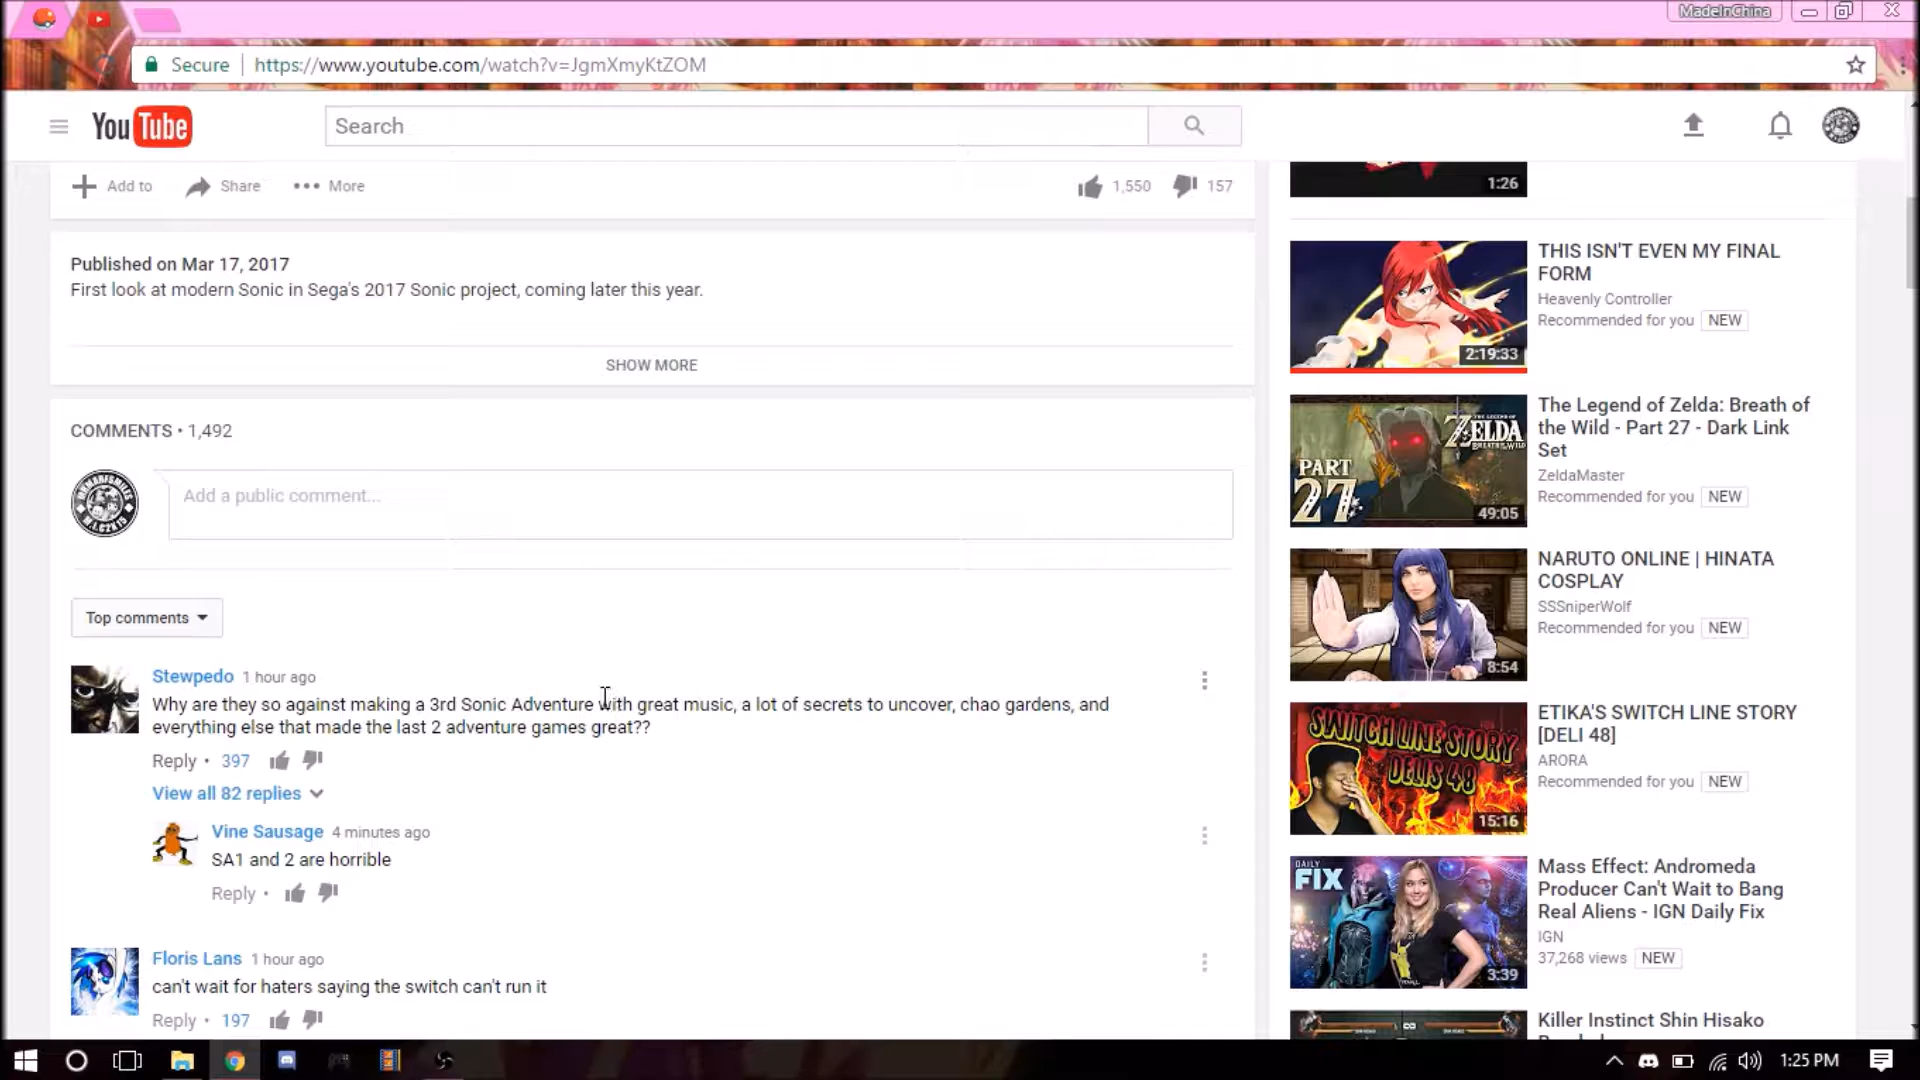 MadeInChina
Secure
https://www.youtube.com/watch?v=JgmXmyKtZOM
YouTube
Search
Add to
Share
More
1,550
157
Published on Mar 17, 2017
First look at modern Sonic in Sega's 2017 Sonic project, coming later this year.
SHOW MORE
COMMENTS • 1,492
Add a public comment...
Top comments
Stewpedo 1 hour ago
Why are they so against making a 3rd Sonic Adventure with great music, a lot of secrets to uncover, chao gardens, and
everything else that made the last 2 adventure games great??
Reply • 397
View all 82 replies
Vine Sausage 4 minutes ago
SA1 and 2 are horrible
Reply •
Floris Lans 1 hour ago
can't wait for haters saying the switch can't run it
Reply • 197
1:26
2:19:33
THIS ISN'T EVEN MY FINAL
FORM
Heavenly Controller
Recommended for you NEW
ZELDA
BREATH OF THE WILD
PART
27
49:05
The Legend of Zelda: Breath of
the Wild - Part 27 - Dark Link
Set
ZeldaMaster
Recommended for you NEW
8:54
NARUTO ONLINE | HINATA
COSPLAY
SSSniperWolf
Recommended for you NEW
SWITCH LINE STORY
DELIS 48
15:16
ETIKA'S SWITCH LINE STORY
[DELI 48]
ARORA
Recommended for you NEW
DAILY
FIX
3:39
Mass Effect: Andromeda
Producer Can't Wait to Bang
Real Aliens - IGN Daily Fix
IGN
37,268 views NEW
Killer Instinct Shin Hisako
1:25 PM